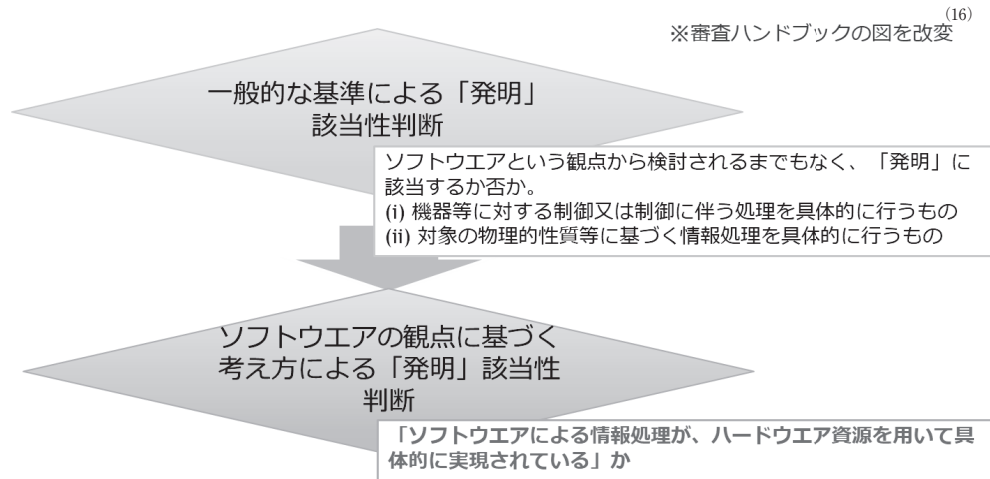 (16)
※審査ハンドブックの図を改変
一般的な基準による「発明」
該当性判断
ソフトウエアという観点から検討されるまでもなく、「発明」に
該当するか否か。
(i) 機器等に対する制御又は制御に伴う処理を具体的に行うもの
(ii) 対象の物理的性質等に基づく情報処理を具体的に行うもの
ソフトウエアの観点に基づく
考え方による「発明」該当性
判断
「ソフトウエアによる情報処理が、ハードウエア資源を用いて具
体的に実現されている」か